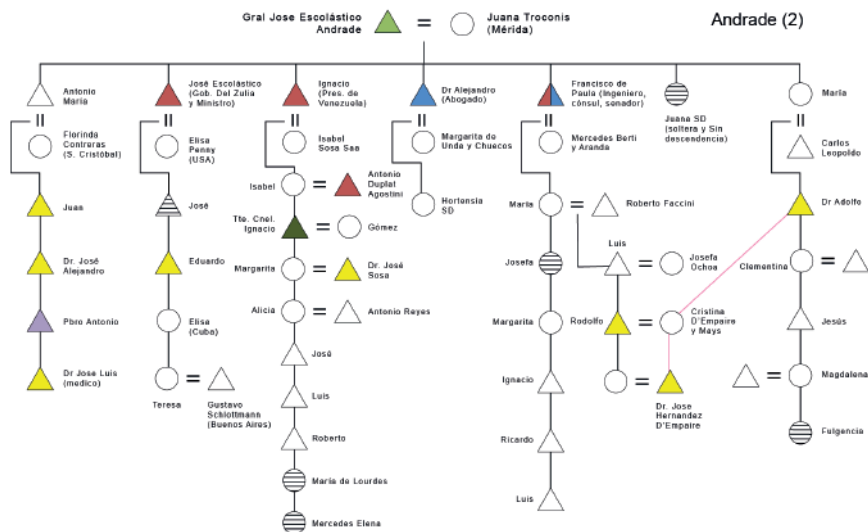 Gral Jose Escolástico
Andrade
=
Juana Troconis
(Mérida)
Andrade (2)
Antonio
María
José Escolástico
(Gob. Del Zulia
y Ministro)
Ignacio
(Pres. de
Venezuela)
Dr Alejandro
(Abogado)
Francisco de
Paula (Ingeniero,
cónsul, senador)
Juana SD
(soltera y Sin
descendencia)
María
Florinda
Contreras
(S. Cristóbal)
Elisa
Penny
(USA)
Isabel
Sosa Saa
Margarita de
Unda y Chuecos
Mercedes Berti
y Aranda
Carlos
Leopoldo
Juan
José
Isabel
=
Antonio
Duplat
Agostini
Hortensia
SD
María
=
Roberto Faccini
Dr Adolfo
Tte. Cnel.
Ignacio
=
Gómez
Dr. José
Alejandro
Eduardo
Margarita
=
Dr. José
Sosa
Josefa
Luis
=
Josefa
Ochoa
Clementina
=
Pbro Antonio
Elisa
(Cuba)
Alicia
=
Antonio Reyes
Margarita
Rodolfo
=
Cristina
D'Empaire
y Mays
Jesús
Dr Jose Luis
(medico)
Teresa
=
Gustavo
Schlottmann
(Buenos Aires)
José
Ignacio
=
Dr. Jose
Hernandez
D'Empaire
=
Magdalena
Luis
Roberto
Ricardo
Fulgencia
María de Lourdes
Luis
Mercedes Elena